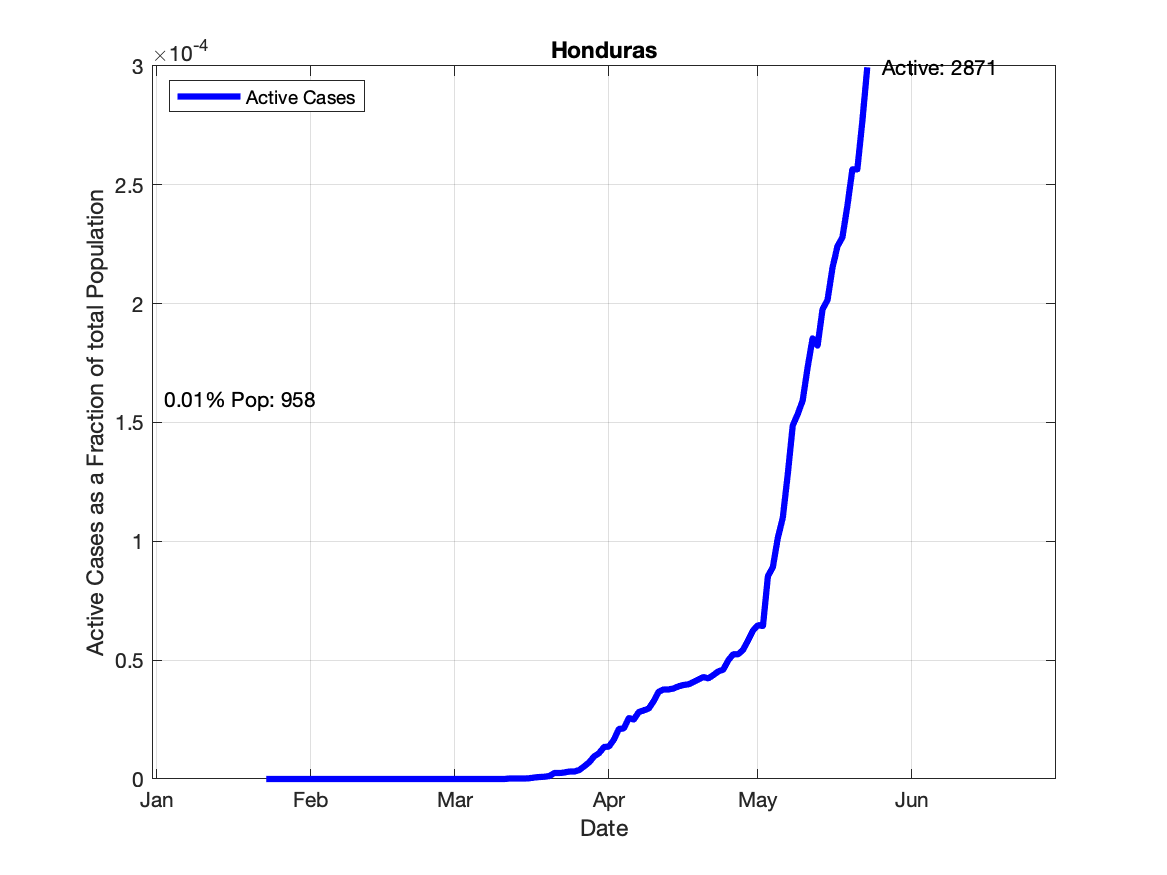 Honduras
×10-4
3
Active: 2871
Active Cases
2.5
2
0.01% Pop: 958
1.5
1
0.5
0
Active Cases as a Fraction of total Population
Jan Feb Mar Apr May Jun
Date